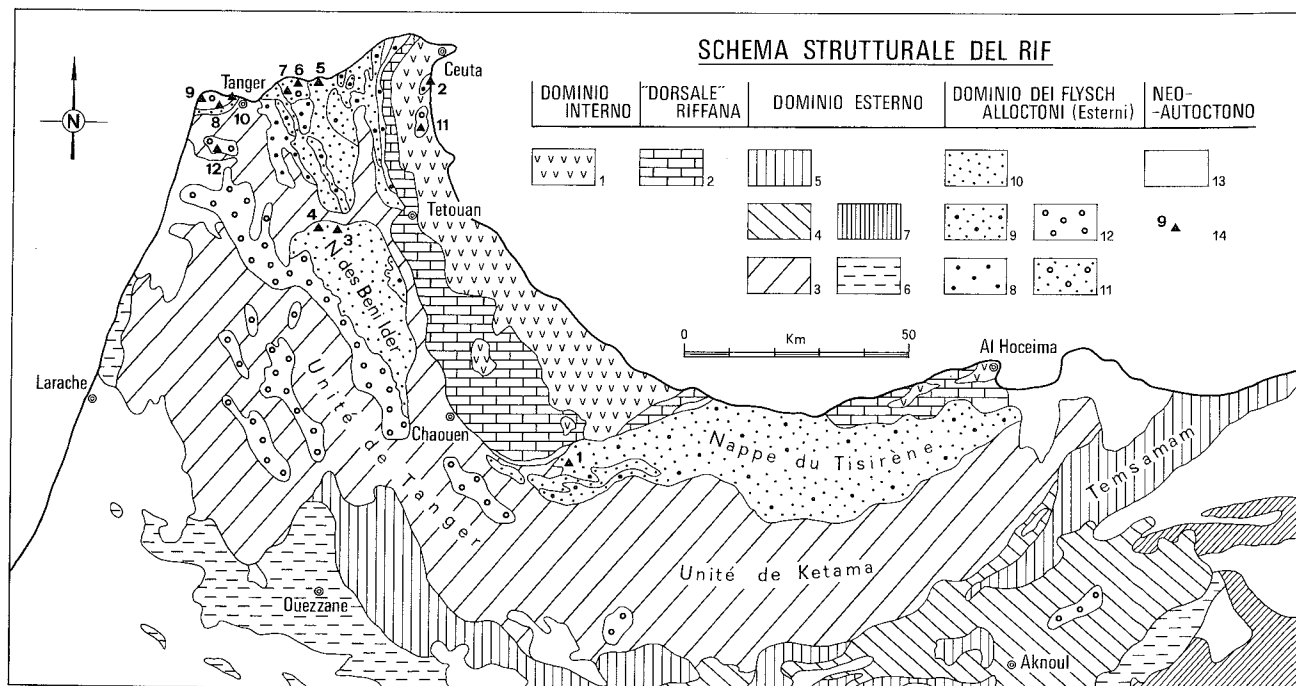 SCHEMA STRUTTURALE DEL RIF
DOMINIO INTERNO
"DORSALE" RIFFANA
DOMINIO ESTERNO
DOMINIO DEI FLYSCH ALLOCTONI (Esterni)
NEO- -AUTOCTONO
1
2
5
10
13
4
7
9
12
9
14
3
6
8
11
0
50
Km
N
7
6
5
9
Tanger
8
10
12
Ceuta
2
11
Tetouan
4
3
N. des Beni Ider
Larache
Unité de Tanger
Chaouen
1
Nappe du Tisirène
Al Hoceima
Temsamam
Unité de Ketama
Ouezzane
Aknoul